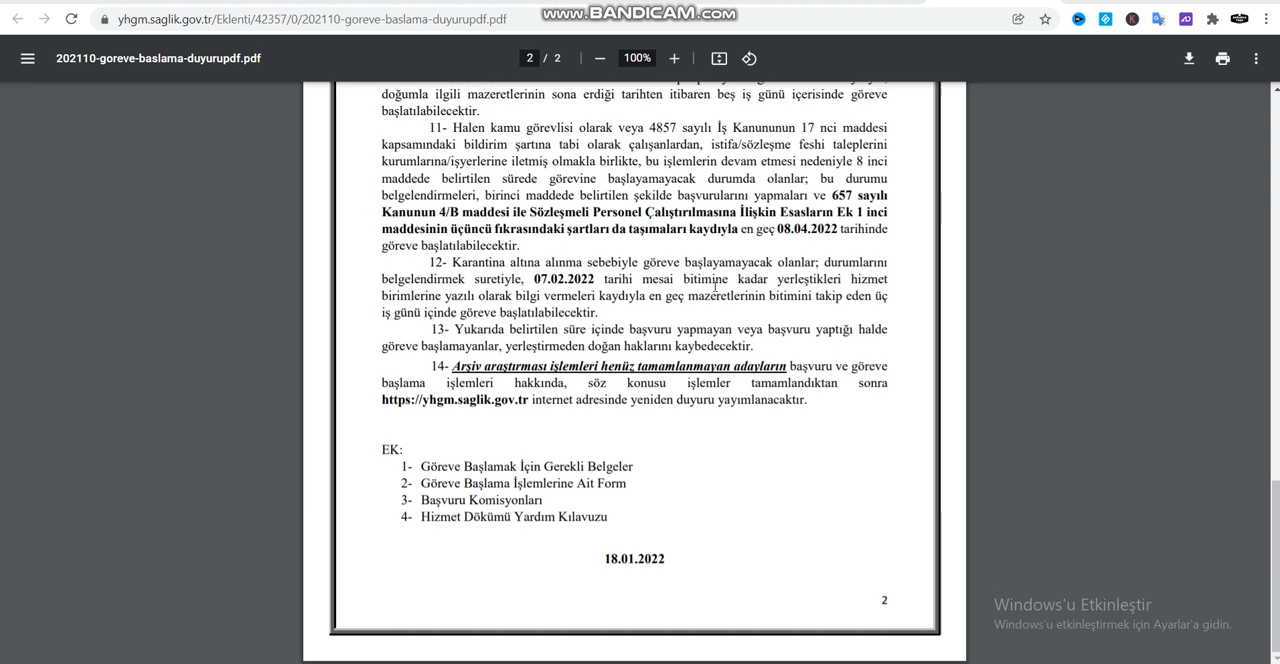 yhgm.saglik.gov.tr/Eklenti/42357/0/202110-goreve-baslama-duyurupdf.pdf
www.BANDICAM.com
202110-goreve-baslama-duyurupdf.pdf
2 / 2
100%
doğumla ilgili mazeretlerinin sona erdiği tarihten itibaren beş iş günü içerisinde göreve
başlatılabilecektir.
11- Halen kamu görevlisi olarak veya 4857 sayılı İş Kanununun 17 nci maddesi
kapsamındaki bildirim şartına tabi olarak çalışanlardan, istifa/sözleşme feshi taleplerini
kurumlarına/işyerlerine iletmiş olmakla birlikte, bu işlemlerin devam etmesi nedeniyle 8 inci
maddede belirtilen sürede görevine başlayamayacak durumda olanlar; bu durumu
belgelendirmeleri, birinci maddede belirtilen şekilde başvurularını yapmaları ve 657 sayılı
Kanunun 4/B maddesi ile Sözleşmeli Personel Çalıştırılmasına İlişkin Esasların Ek 1 inci
maddesinin üçüncü fıkrasındaki şartları da taşımaları kaydıyla en geç 08.04.2022 tarihinde
göreve başlatılabilecektir.
12- Karantina altına alınma sebebiyle göreve başlayamayacak olanlar; durumlarını
belgelendirmek suretiyle, 07.02.2022 tarihi mesai bitimine kadar yerleştikleri hizmet
birimlerine yazılı olarak bilgi vermeleri kaydıyla en geç mazeretlerinin bitimini takip eden üç
iş günü içinde göreve başlatılabilecektir.
13- Yukarıda belirtilen süre içinde başvuru yapmayan veya başvuru yaptığı halde
göreve başlamayanlar, yerleştirmeden doğan haklarını kaybedecektir.
14- Arşiv araştırması işlemleri henüz tamamlanmayan adayların başvuru ve göreve
başlama işlemleri hakkında, söz konusu işlemler tamamlandıktan sonra
https://yhgm.saglik.gov.tr internet adresinde yeniden duyuru yayımlanacaktır.
EK:
1- Göreve Başlamak İçin Gerekli Belgeler
2- Göreve Başlama İşlemlerine Ait Form
3- Başvuru Komisyonları
4- Hizmet Dökümü Yardım Kılavuzu
18.01.2022
2
Windows'u Etkinleştir
Windows'u etkinleştirmek için Ayarlar'a gidin.